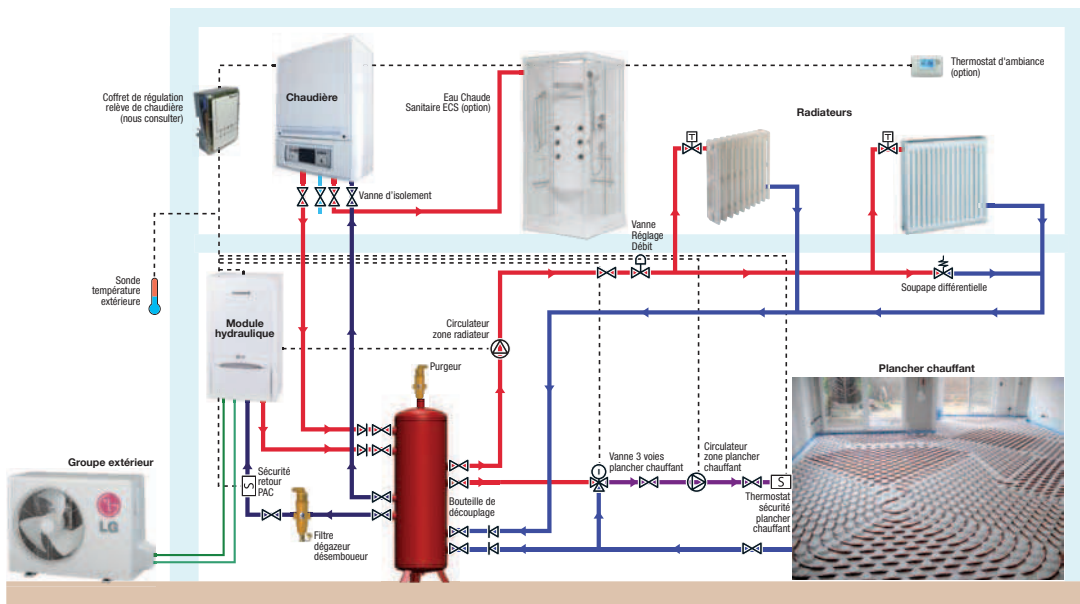 Coffret de régulation
relève de chaudière
(nous consulter)
Chaudière
Eau Chaude
Sanitaire ECS (option)
Thermostat d'ambiance
(option)
Radiateurs
T
T
Vanne d'isolement
Vanne
Réglage
Débit
Sonde
température
extérieure
Soupape différentielle
Module
hydraulique
Circulateur
zone radiateur
Purgeur
Plancher chauffant
Groupe extérieur
LG
Sécurité
retour
PAC
S
Filtre
dégazeur
désemboueur
Bouteille de
découplage
Vanne 3 voies
plancher chauffant
Circulateur
zone plancher
chauffant
S
Thermostat
sécurité
plancher
chauffant